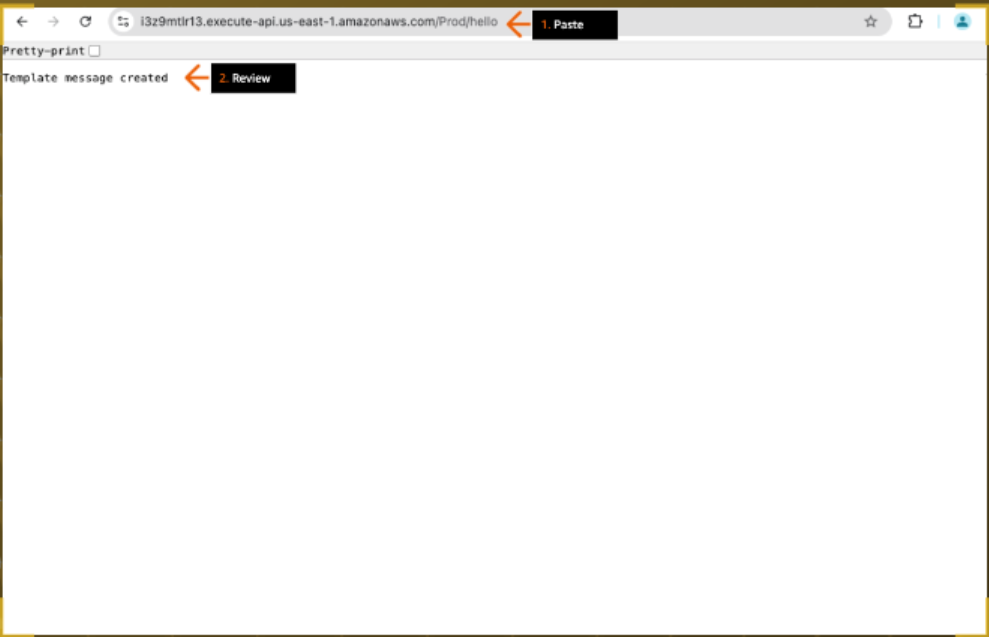 i3z9mtlr13.execute-api.us-east-1.amazonaws.com/Prod/hello
1. Paste
Pretty-print
Template message created
2. Review